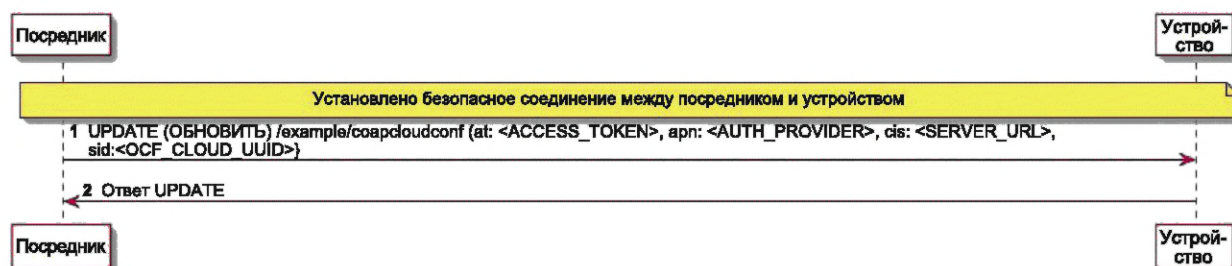 Посредник
Устрой-
ство
Установлено безопасное соединение между посредником и устройством
1 UPDATE (ОБНОВИТЬ) /example/coapcloudconf (at: <ACCESS_TOKEN>, apn: <AUTH_PROVIDER>, cis: <SERVER_URL>,
sid:<OCF_CLOUD_UUID>}
2 Ответ UPDATE
Посредник
Устрой-
ство